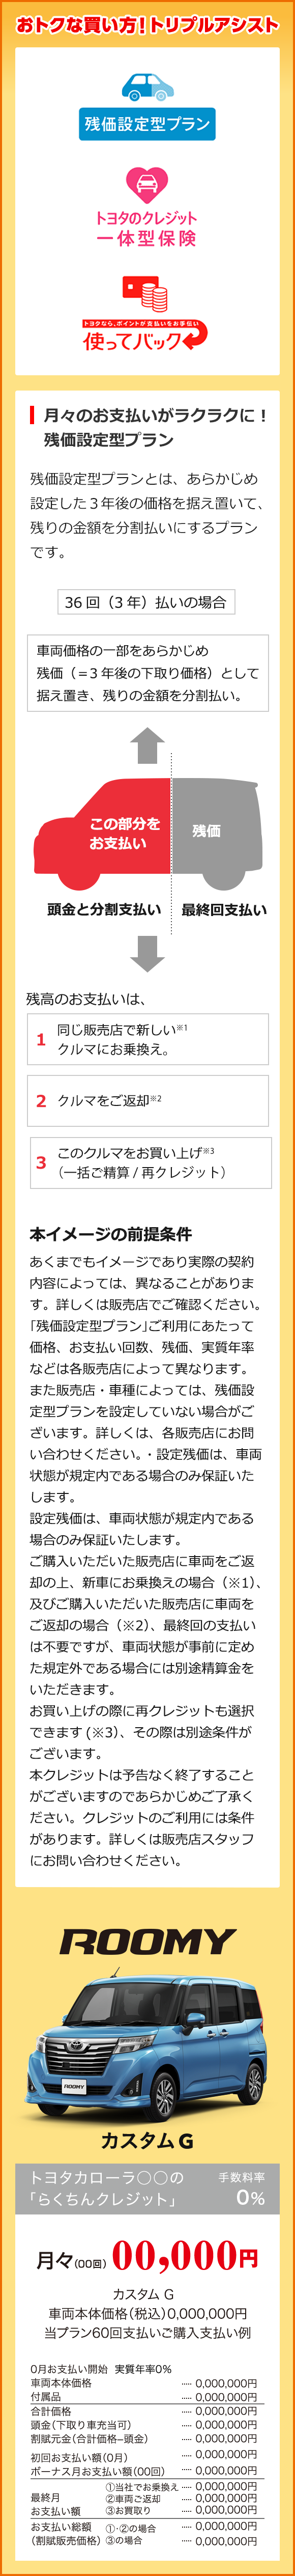 おトクな買い方！トリプルアシスト
残価設定型プラン
トヨタのクレジット
一体型保険
トヨタなら、ポイントが支払いをお手伝い
使ってバック
月々のお支払いがラクラクに！
残価設定型プラン
残価設定型プランとは、あらかじめ
設定した３年後の価格を据え置いて、
残りの金額を分割払いにするプラン
です。
36 回（3 年）払いの場合
車両価格の一部をあらかじめ
残価（＝3 年後の下取り価格）として
据え置き、残りの金額を分割払い。
この部分を
お支払い
残価
頭金と分割支払い
最終回支払い
残高のお支払いは、
1 同じ販売店で新しい※1
クルマにお乗換え。
2 クルマをご返却※2
3 このクルマをお買い上げ※3
（一括ご精算 / 再クレジット）
本イメージの前提条件
あくまでもイメージであり実際の契約
内容によっては、異なることがありま
す。詳しくは販売店でご確認ください。
「残価設定型プラン」ご利用にあたって
価格、お支払い回数、残価、実質年率
などは各販売店によって異なります。
また販売店・車種によっては、残価設
定型プランを設定していない場合がご
ざいます。詳しくは、各販売店にお問
い合わせください。・設定残価は、車両
状態が規定内である場合のみ保証いた
します。
設定残価は、車両状態が規定内である
場合のみ保証いたします。
ご購入いただいた販売店に車両をご返
却の上、新車にお乗換えの場合（※1）、
及びご購入いただいた販売店に車両を
ご返却の場合（※2）、最終回の支払い
は不要ですが、車両状態が事前に定め
た規定外である場合には別途精算金を
いただきます。
お買い上げの際に再クレジットも選択
できます (※3)、その際は別途条件が
ございます。
本クレジットは予告なく終了すること
がございますのであらかじめご了承く
ださい。クレジットのご利用には条件
があります。詳しくは販売店スタッフ
にお問い合わせください。
ROOMY
ROOMY
カスタム G
トヨタカローラ○○の
「らくちんクレジット」
手数料率
0%
月々(00回) 00,000円
カスタム G
車両本体価格(税込)0,000,000円
当プラン60回支払いご購入支払い例
0月お支払い開始 実質年率0%
車両本体価格 ····· 0,000,000円
付属品 ····· 0,000,000円
合計価格 ····· 0,000,000円
頭金（下取り車充当可） ····· 0,000,000円
割賦元金（合計価格−頭金） ····· 0,000,000円
初回お支払い額（0月） ····· 0,000,000円
ボーナス月お支払い額（00回） ····· 0,000,000円
①当社でお乗換え ····· 0,000,000円
最終月 ②車両ご返却 ····· 0,000,000円
お支払い額 ③お買取り ····· 0,000,000円
お支払い総額 ①·②の場合 ····· 0,000,000円
（割賦販売価格） ③の場合 ····· 0,000,000円